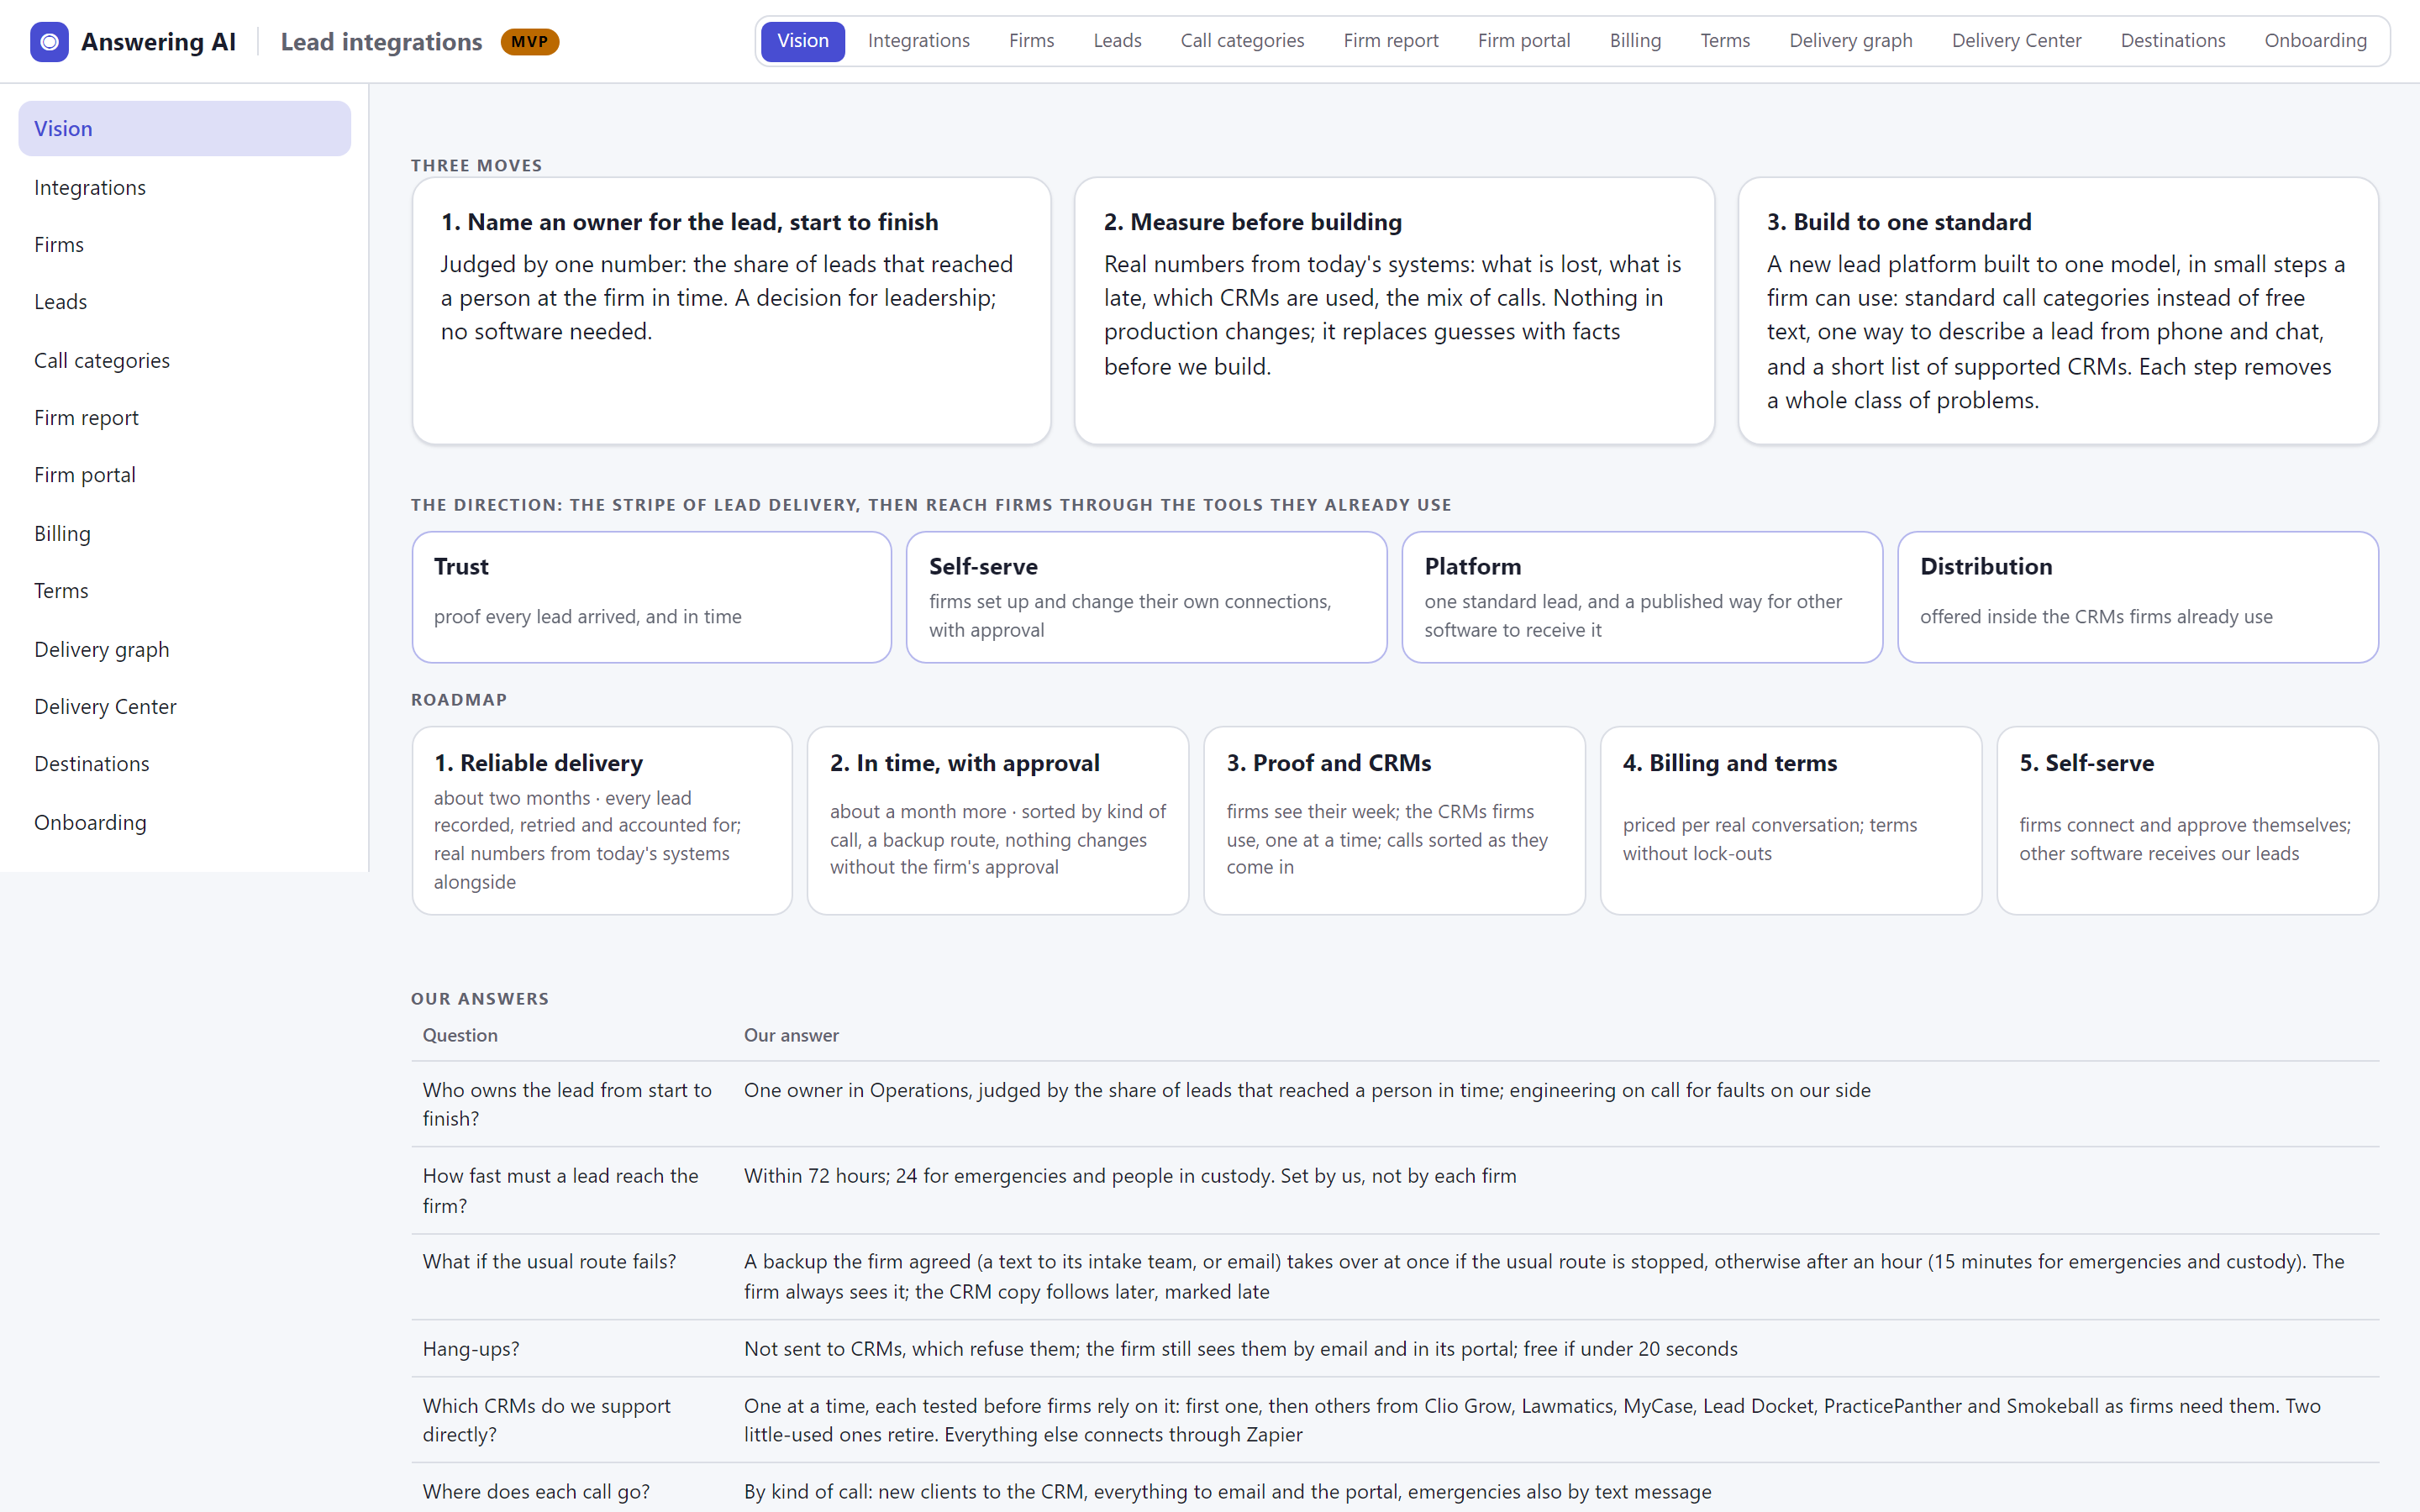 Answering AI
Lead integrations
MVP
Vision
Integrations
Firms
Leads
Call categories
Firm report
Firm portal
Billing
Terms
Delivery graph
Delivery Center
Destinations
Onboarding
Vision
Integrations
Firms
Leads
Call categories
Firm report
Firm portal
Billing
Terms
Delivery graph
Delivery Center
Destinations
Onboarding
THREE MOVES
1. Name an owner for the lead, start to finish
Judged by one number: the share of leads that reached
a person at the firm in time. A decision for leadership;
no software needed.
2. Measure before building
Real numbers from today's systems: what is lost, what is
late, which CRMs are used, the mix of calls. Nothing in
production changes; it replaces guesses with facts
before we build.
3. Build to one standard
A new lead platform built to one model, in small steps a
firm can use: standard call categories instead of free
text, one way to describe a lead from phone and chat,
and a short list of supported CRMs. Each step removes
a whole class of problems.
THE DIRECTION: THE STRIPE OF LEAD DELIVERY, THEN REACH FIRMS THROUGH THE TOOLS THEY ALREADY USE
Trust
proof every lead arrived, and in time
Self-serve
firms set up and change their own connections,
with approval
Platform
one standard lead, and a published way for other
software to receive it
Distribution
offered inside the CRMs firms already use
ROADMAP
1. Reliable delivery
about two months · every lead
recorded, retried and accounted for;
real numbers from today's systems
alongside
2. In time, with approval
about a month more · sorted by kind of
call, a backup route, nothing changes
without the firm's approval
3. Proof and CRMs
firms see their week; the CRMs firms
use, one at a time; calls sorted as they
come in
4. Billing and terms
priced per real conversation; terms
without lock-outs
5. Self-serve
firms connect and approve themselves;
other software receives our leads
OUR ANSWERS
Question
Our answer
Who owns the lead from start to
finish?
One owner in Operations, judged by the share of leads that reached a person in time; engineering on call for faults on our side
How fast must a lead reach the
firm?
Within 72 hours; 24 for emergencies and people in custody. Set by us, not by each firm
What if the usual route fails?
A backup the firm agreed (a text to its intake team, or email) takes over at once if the usual route is stopped, otherwise after an hour (15 minutes for emergencies and custody). The
firm always sees it; the CRM copy follows later, marked late
Hang-ups?
Not sent to CRMs, which refuse them; the firm still sees them by email and in its portal; free if under 20 seconds
Which CRMs do we support
directly?
One at a time, each tested before firms rely on it: first one, then others from Clio Grow, Lawmatics, MyCase, Lead Docket, PracticePanther and Smokeball as firms need them. Two
little-used ones retire. Everything else connects through Zapier
Where does each call go?
By kind of call: new clients to the CRM, everything to email and the portal, emergencies also by text message